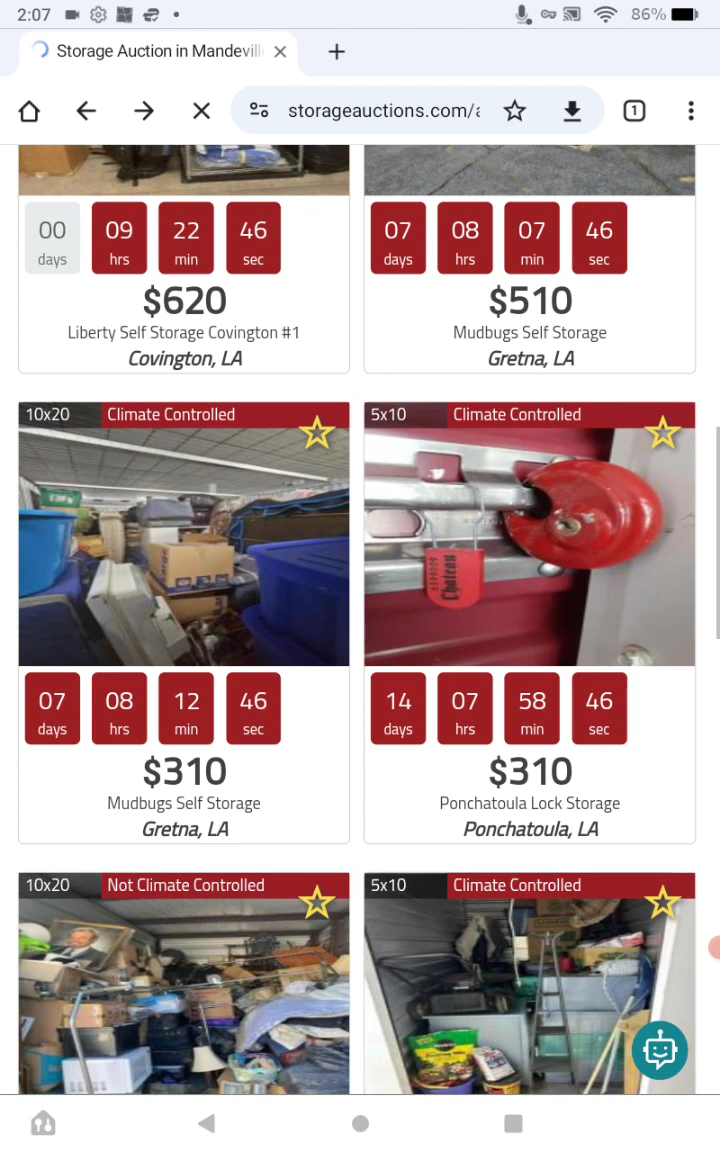 2:07
86%
Storage Auction in Mandevill
storageauctions.com/a
1
00 days 09 hrs 22 min 46 sec
$620
Liberty Self Storage Covington #1
Covington, LA
07 days 08 hrs 07 min 46 sec
$510
Mudbugs Self Storage
Gretna, LA
10x20 Climate Controlled
07 days 08 hrs 12 min 46 sec
$310
Mudbugs Self Storage
Gretna, LA
5x10 Climate Controlled
Chateau
14 days 07 hrs 58 min 46 sec
$310
Ponchatoula Lock Storage
Ponchatoula, LA
10x20 Not Climate Controlled
5x10 Climate Controlled